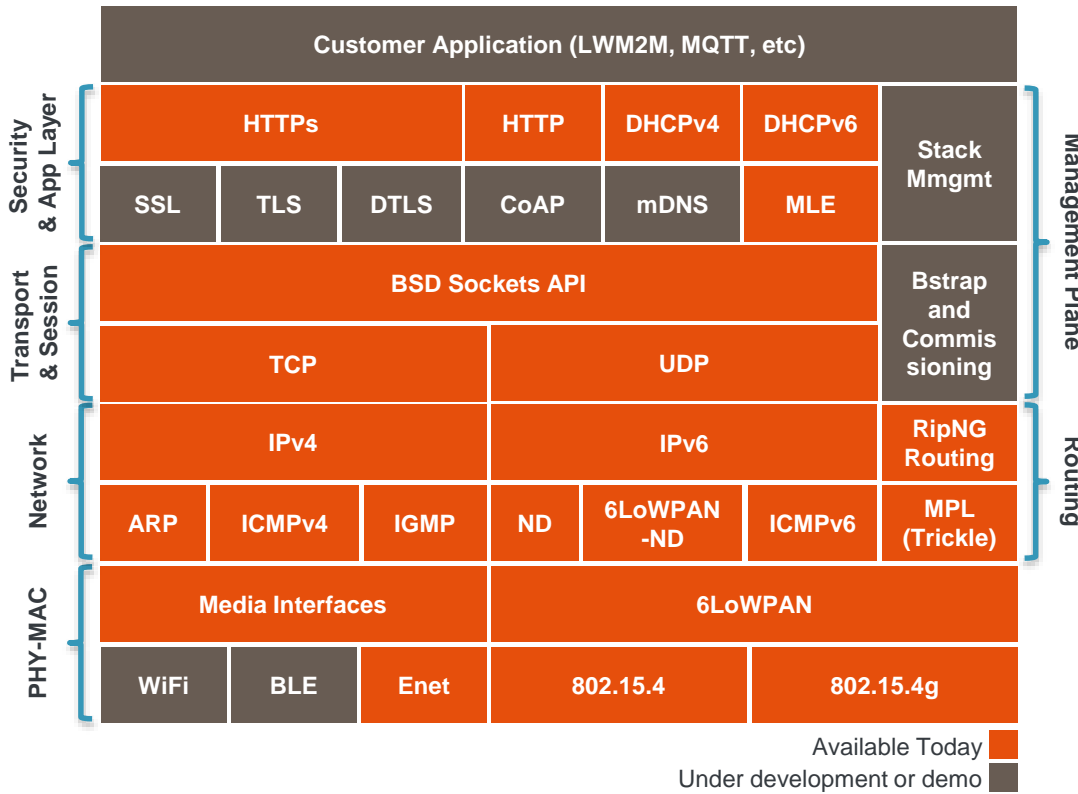 Customer Application (LWM2M, MQTT, etc)
Security
& App Layer
HTTPs
HTTP
DHCPv4
DHCPv6
Stack
Mmgmt
SSL
TLS
DTLS
CoAP
mDNS
MLE
Management Plane
Transport
& Session
BSD Sockets API
Bstrap
and
Commis
sioning
TCP
UDP
Network
IPv4
IPv6
RipNG
Routing
Routing
ARP
ICMPv4
IGMP
ND
6LoWPAN
-ND
ICMPv6
MPL
(Trickle)
PHY-MAC
Media Interfaces
6LoWPAN
WiFi
BLE
Enet
802.15.4
802.15.4g
Available Today
Under development or demo